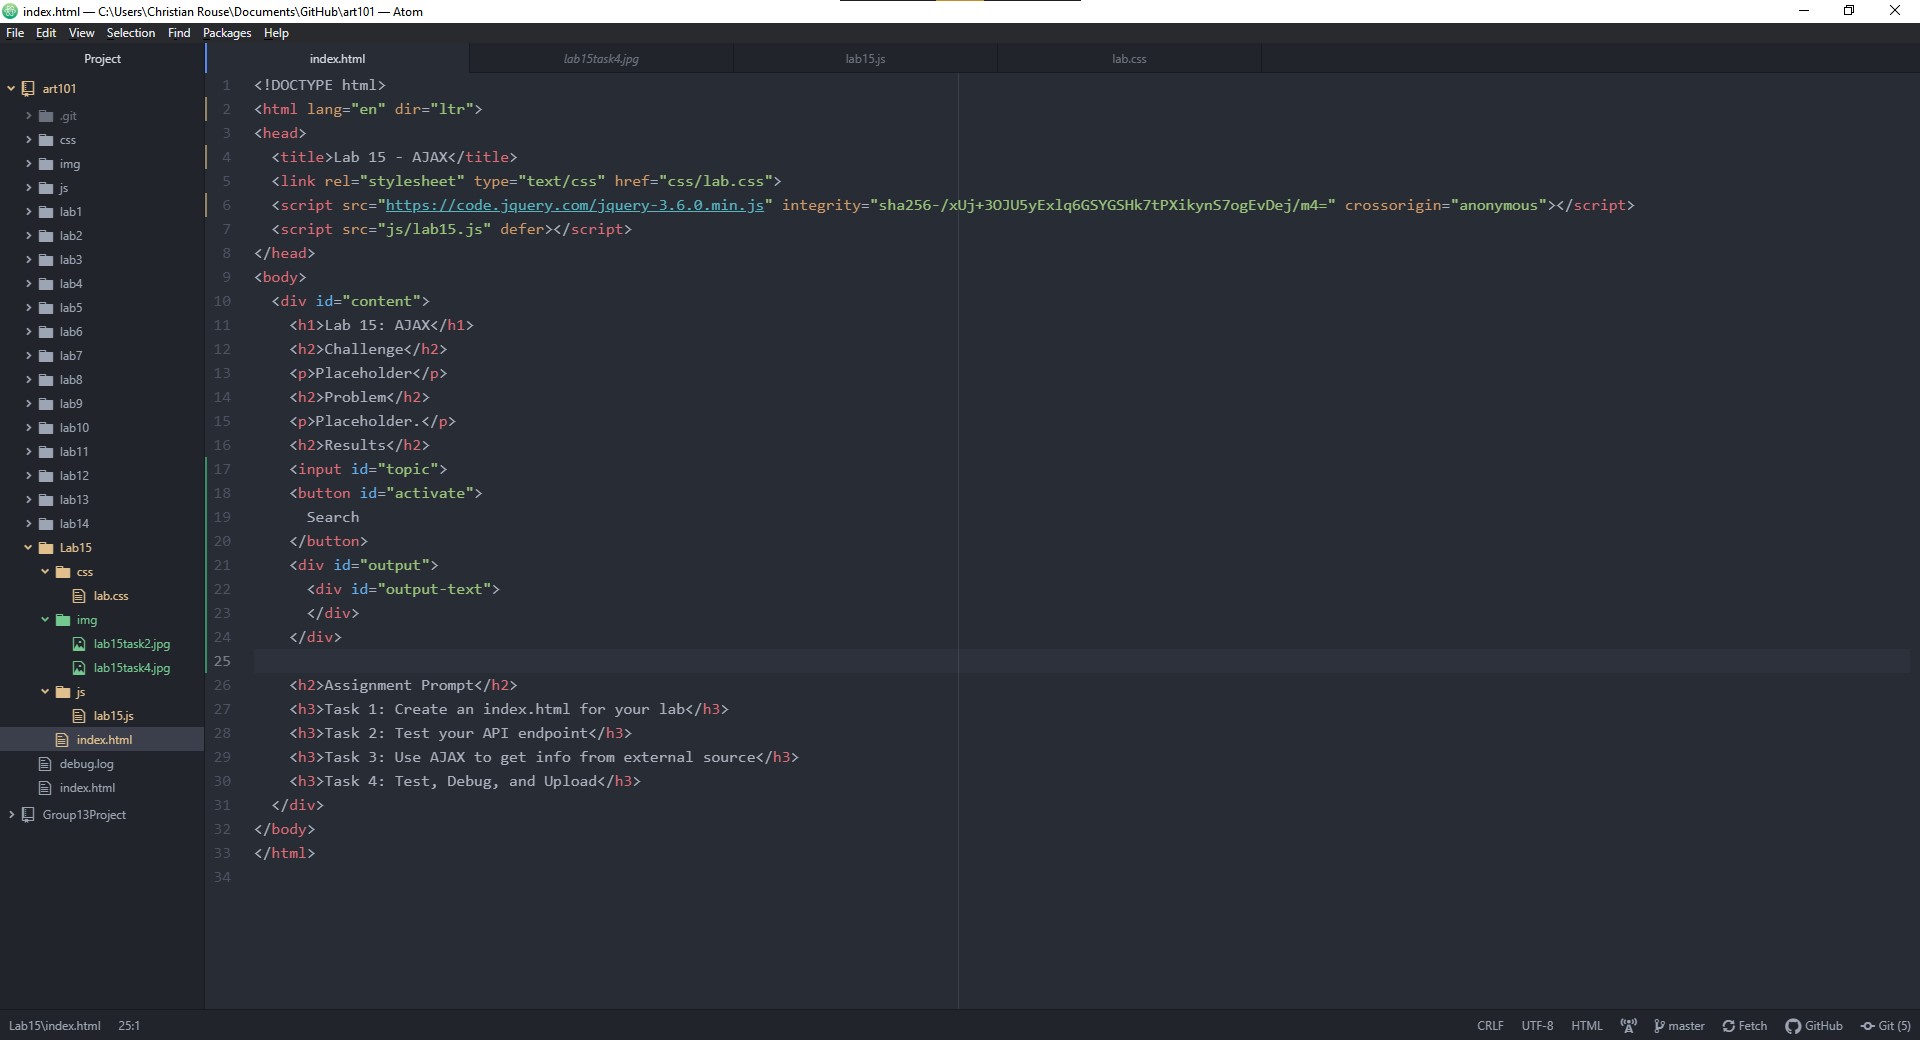 index.html — C:\Users\Christian Rouse\Documents\GitHub\art101 — Atom
File Edit View Selection Find Packages Help
Project
art101
.git
css
img
js
lab1
lab2
lab3
lab4
lab5
lab6
lab7
lab8
lab9
lab10
lab11
lab12
lab13
lab14
Lab15
css
lab.css
img
lab15task2.jpg
lab15task4.jpg
js
lab15.js
index.html
debug.log
index.html
Group13Project
index.html lab15task4.jpg lab15.js lab.css
1 <!DOCTYPE html>
2 <html lang="en" dir="ltr">
3 <head>
4 <title>Lab 15 - AJAX</title>
5 <link rel="stylesheet" type="text/css" href="css/lab.css">
6 <script src="https://code.jquery.com/jquery-3.6.0.min.js" integrity="sha256-/xUj+3OJU5yExlq6GSYGSHk7tPXikynS7ogEvDej/m4=" crossorigin="anonymous"></script>
7 <script src="js/lab15.js" defer></script>
8 </head>
9 <body>
10 <div id="content">
11 <h1>Lab 15: AJAX</h1>
12 <h2>Challenge</h2>
13 <p>Placeholder</p>
14 <h2>Problem</h2>
15 <p>Placeholder.</p>
16 <h2>Results</h2>
17 <input id="topic">
18 <button id="activate">
19 Search
20 </button>
21 <div id="output">
22 <div id="output-text">
23 </div>
24 </div>
25
26 <h2>Assignment Prompt</h2>
27 <h3>Task 1: Create an index.html for your lab</h3>
28 <h3>Task 2: Test your API endpoint</h3>
29 <h3>Task 3: Use AJAX to get info from external source</h3>
30 <h3>Task 4: Test, Debug, and Upload</h3>
31 </div>
32 </body>
33 </html>
34
Lab15\index.html 25:1 CRLF UTF-8 HTML master Fetch GitHub Git (5)